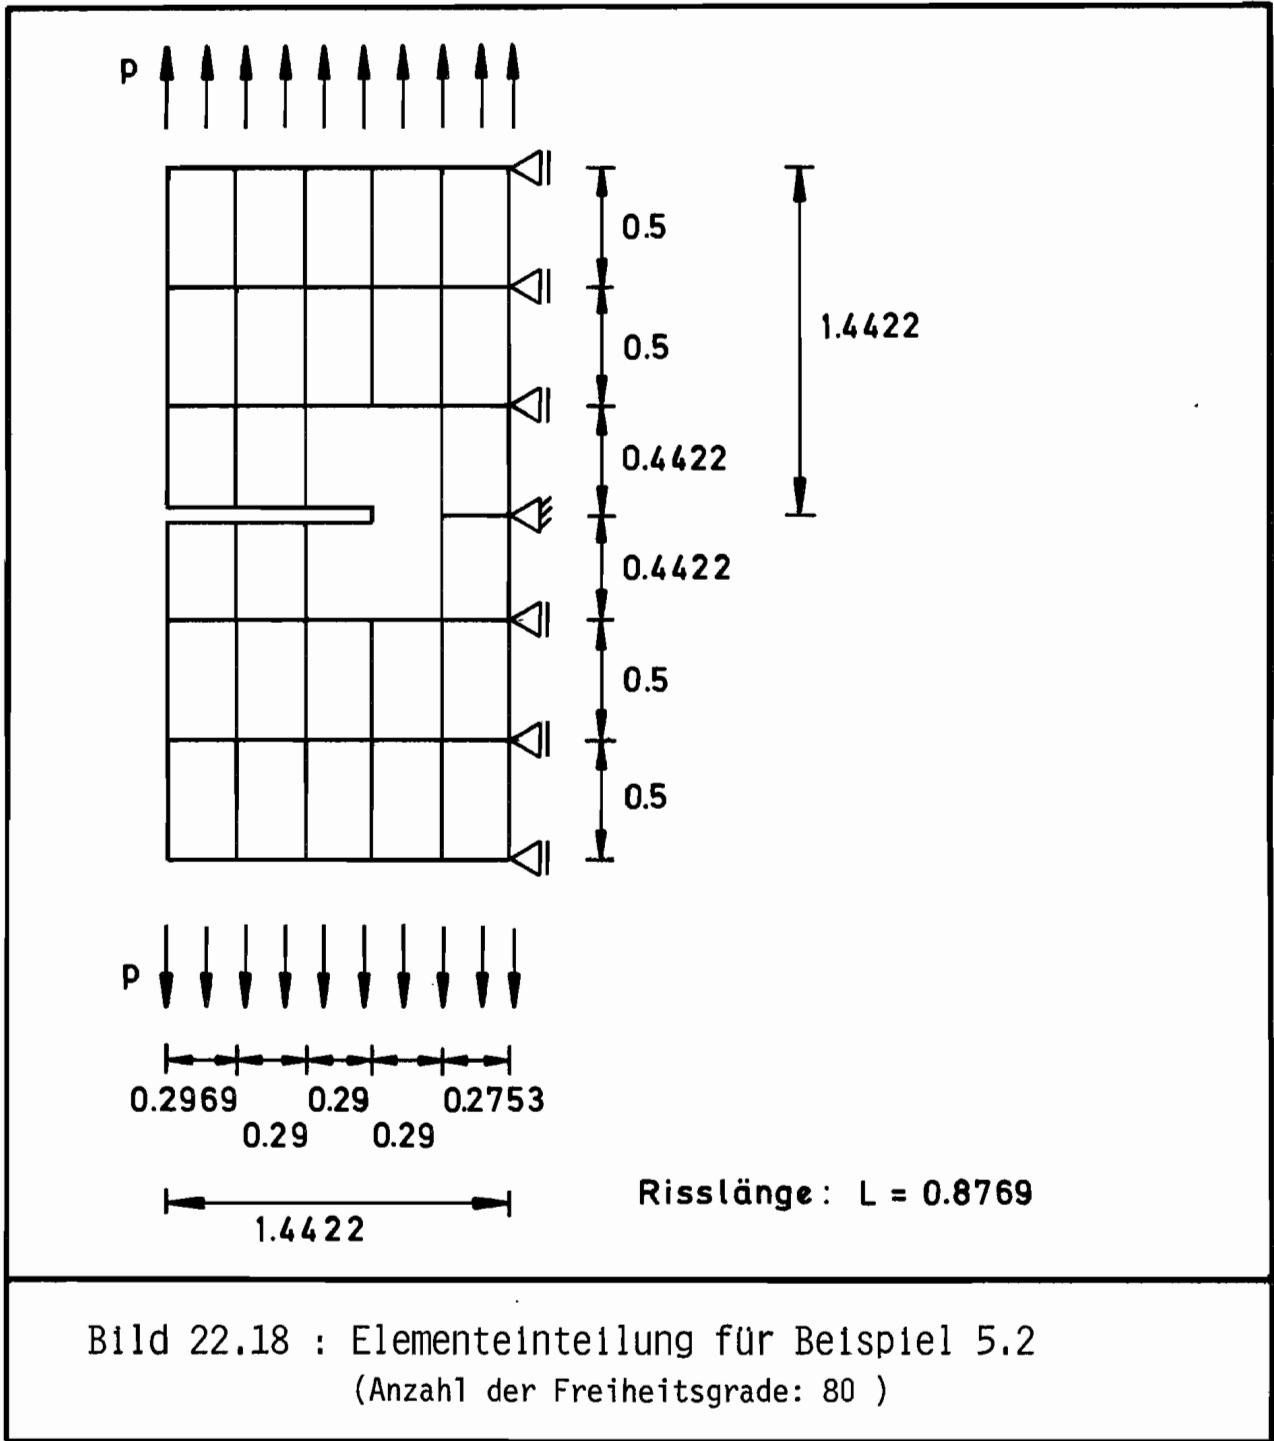 p
0.5
0.5
1.4422
0.4422
0.4422
0.5
0.5
p
0.2969 0.29 0.2753
0.29 0.29
1.4422
Risslänge: L = 0.8769
Bild 22.18 : Elementeinteilung für Beispiel 5.2
(Anzahl der Freiheitsgrade: 80 )